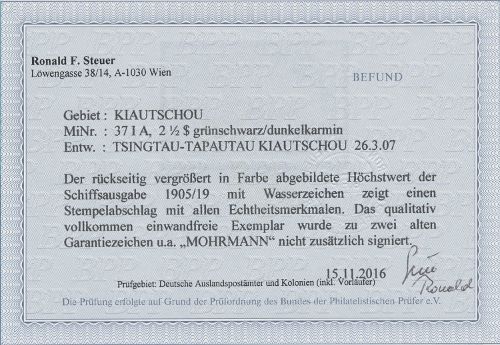 Ronald F. Steuer
Löwengasse 38/14, A-1030 Wien
BEFUND
Gebiet : KIAUTSCHOU
MiNr. : 37 I A, 2 ½ $ grünschwarz/dunkelkarmin
Entw. : TSINGTAU-TAPAUTAU KIAUTSCHOU 26.3.07
Der rückseitig vergrößert in Farbe abgebildete Höchstwert der
Schiffsausgabe 1905/19 mit Wasserzeichen zeigt einen
Stempelabschlag mit allen Echtheitsmerkmalen. Das qualitativ
vollkommen einwandfreie Exemplar wurde zu zwei alten
Garantiezeichen u.a. „MOHRMANN” nicht zusätzlich signiert.
15.11.2016
Ronald
Prüfgebiet: Deutsche Auslandspostämter und Kolonien (inkl. Vorläufer)
Die Prüfung erfolgte auf Grund der Prüfordnung des Bundes der Philatelistischen Prüfer e.V.